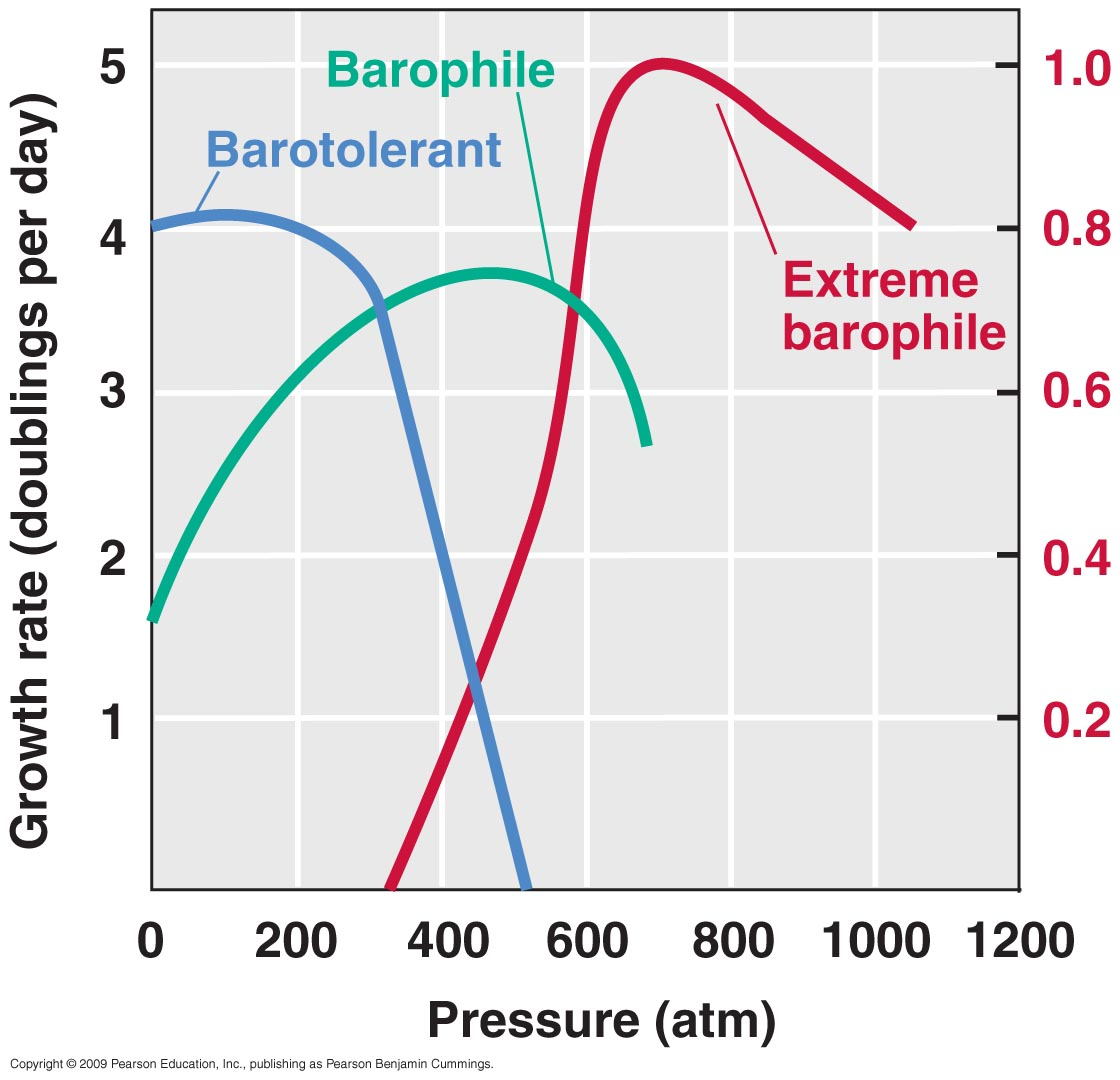 Growth rate (doublings per day)
5
4
3
2
1
Barophile
Barotolerant
Extreme
barophile
1.0
0.8
0.6
0.4
0.2
0 200 400 600 800 1000 1200
Pressure (atm)
Copyright © 2009 Pearson Education, Inc., publishing as Pearson Benjamin Cummings.